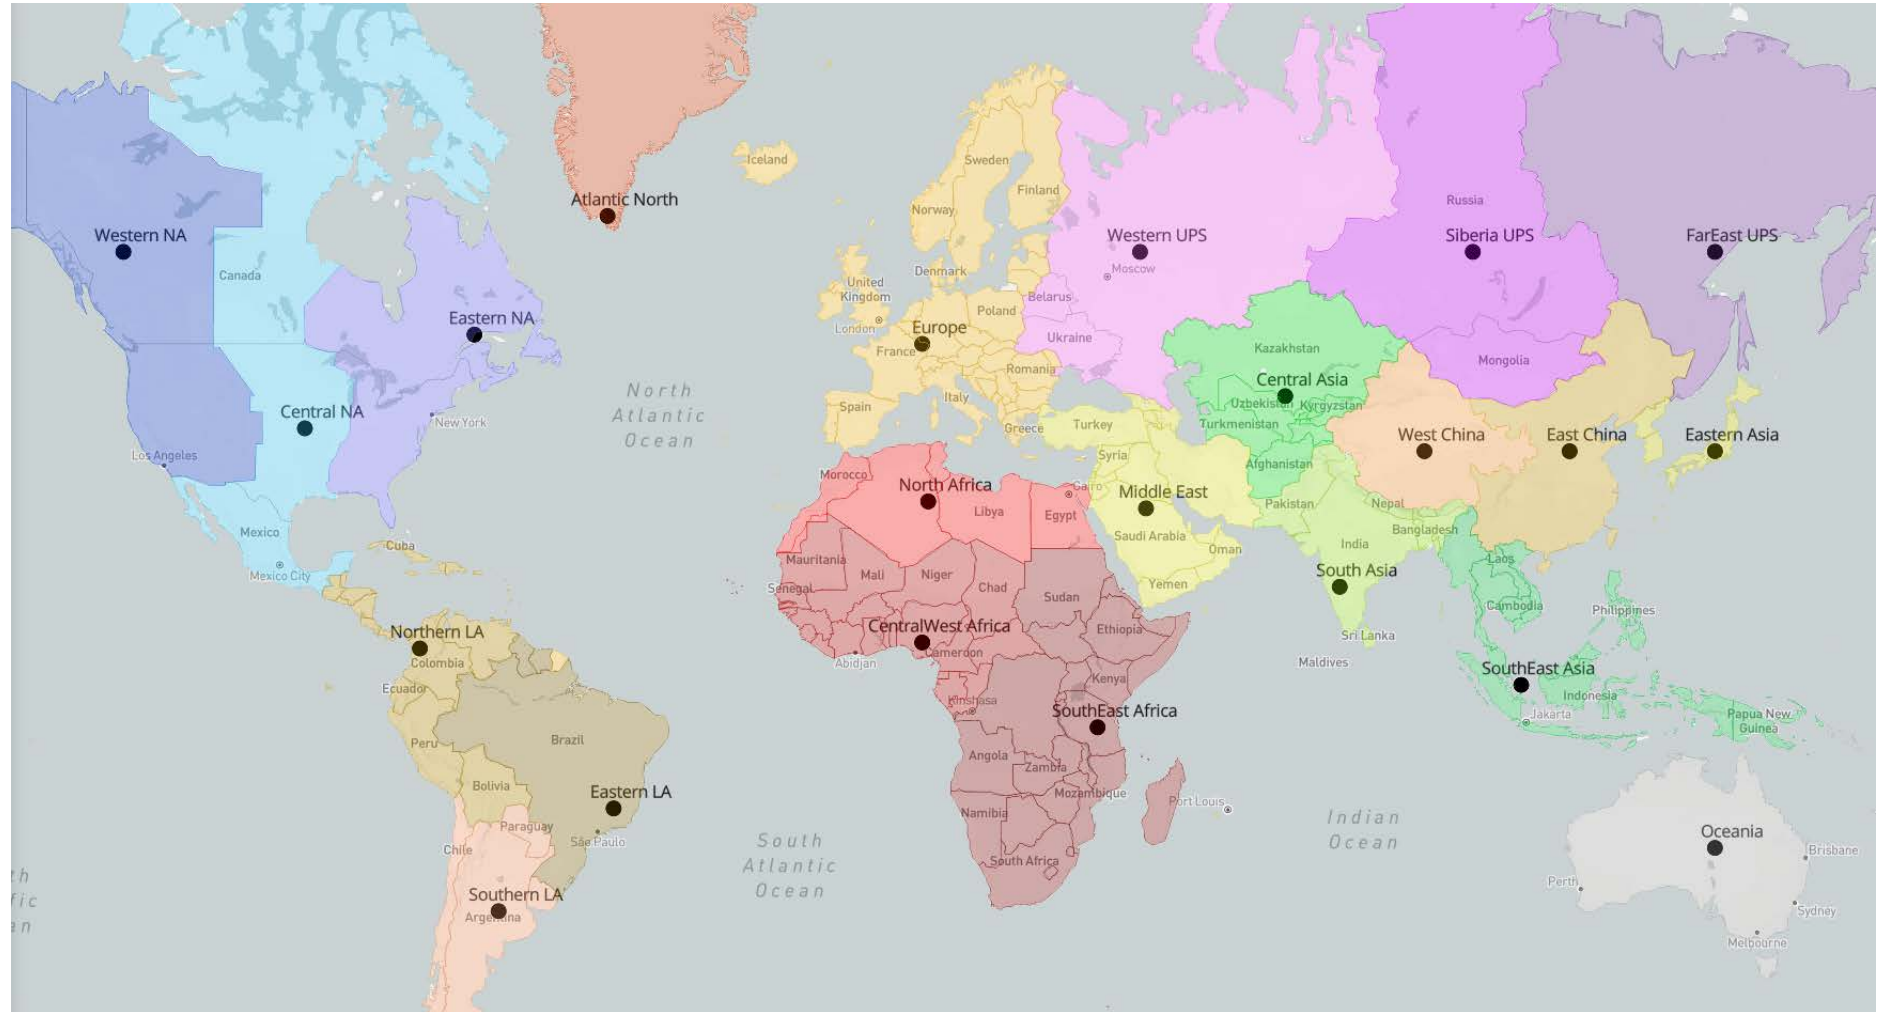 Iceland
Sweden
Finland
Norway
Atlantic North
Russia
Western NA
Western UPS
Siberia UPS
FarEast UPS
Canada
Denmark
Moscow
United
Kingdom
Belarus
Poland
Eastern NA
London
Europe
Ukraine
France
Kazakhstan
Mongolia
Romania
Central Asia
North
Atlantic
Ocean
Italy
Spain
Uzbekistan
Kyrgyzstan
Central NA
New York
Greece
Turkey
Turkmenistan
West China
East China
Eastern Asia
Los Angeles
Syria
Afghanistan
Morocco
North Africa
Cairo
Middle East
Libya
Egypt
Pakistan
Nepal
Bangladesh
Mexico
Saudi Arabia
India
Oman
Cuba
Mauritania
Laos
Mexico City
Mali
Niger
Chad
South Asia
Senegal
Sudan
Yemen
Cambodia
Philippines
Northern LA
CentralWest Africa
Ethiopia
Sri Lanka
Cameroon
Abidjan
Colombia
Maldives
Kenya
SouthEast Asia
Ecuador
Indonesia
Kinshasa
SouthEast Africa
Jakarta
Papua New
Guinea
Peru
Brazil
Angola
Zambia
Bolivia
Eastern LA
Mozambique
Port Louis
Namibia
Indian
Ocean
Paraguay
São Paulo
South
Atlantic
Ocean
Oceania
Chile
Brisbane
South Africa
Perth
th
fic
an
Southern LA
Argentina
Sydney
Melbourne